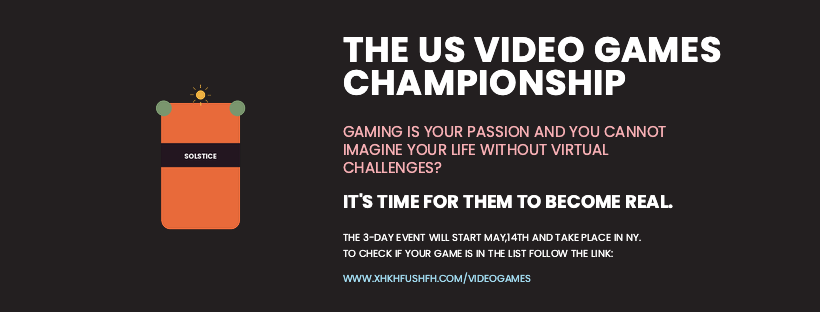 THE US VIDEO GAMES
CHAMPIONSHIP
GAMING IS YOUR PASSION AND YOU CANNOT
IMAGINE YOUR LIFE WITHOUT VIRTUAL
CHALLENGES?
SOLSTICE
IT'S TIME FOR THEM TO BECOME REAL.
THE 3-DAY EVENT WILL START MAY,14TH AND TAKE PLACE IN NY.
TO CHECK IF YOUR GAME IS IN THE LIST FOLLOW THE LINK:
WWW.XHKHFUSHFH.COM/VIDEOGAMES